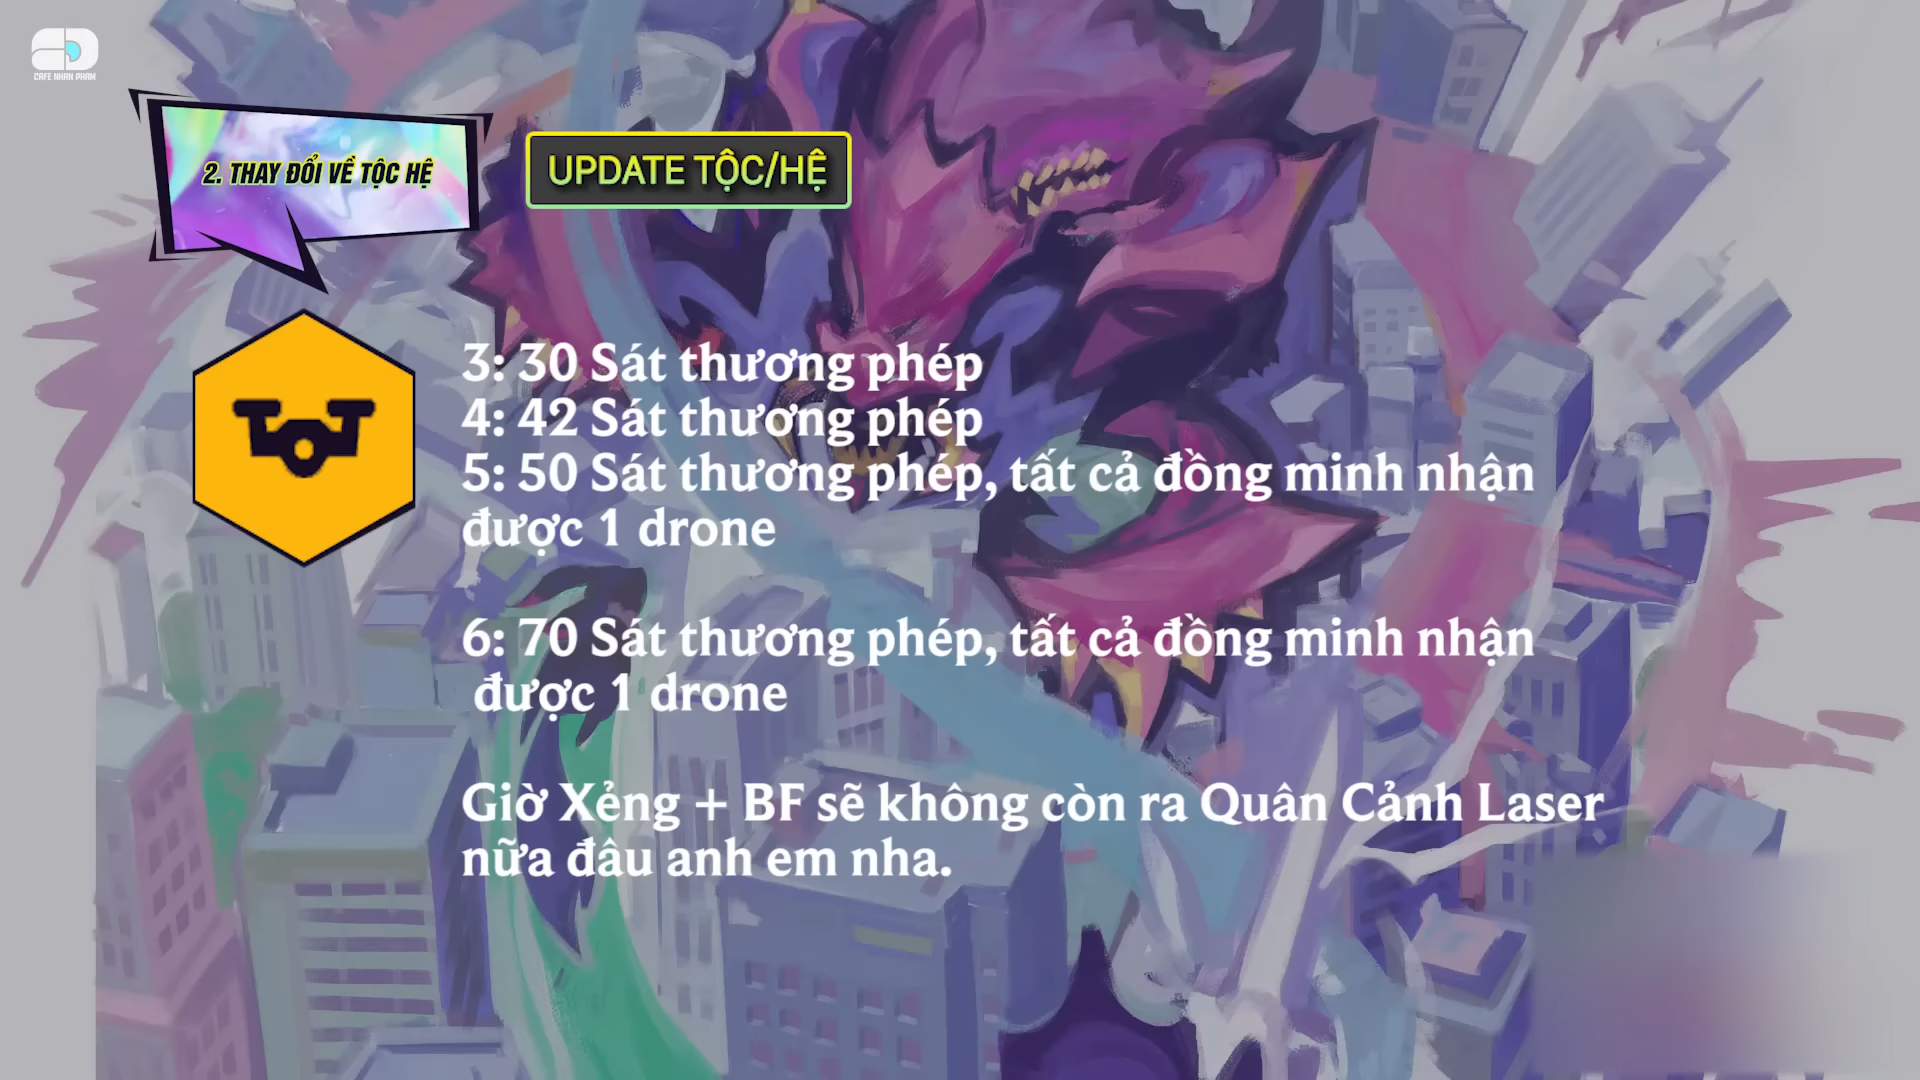 CAFE NHAN PHAM
2. THAY ĐỔI VỀ TỘC HỆ
UPDATE TỘC/HỆ
3: 30 Sát thương phép
4: 42 Sát thương phép
5: 50 Sát thương phép, tất cả đồng minh nhận
được 1 drone
6: 70 Sát thương phép, tất cả đồng minh nhận
được 1 drone
Giờ Xẻng + BF sẽ không còn ra Quân Cảnh Laser
nữa đâu anh em nha.